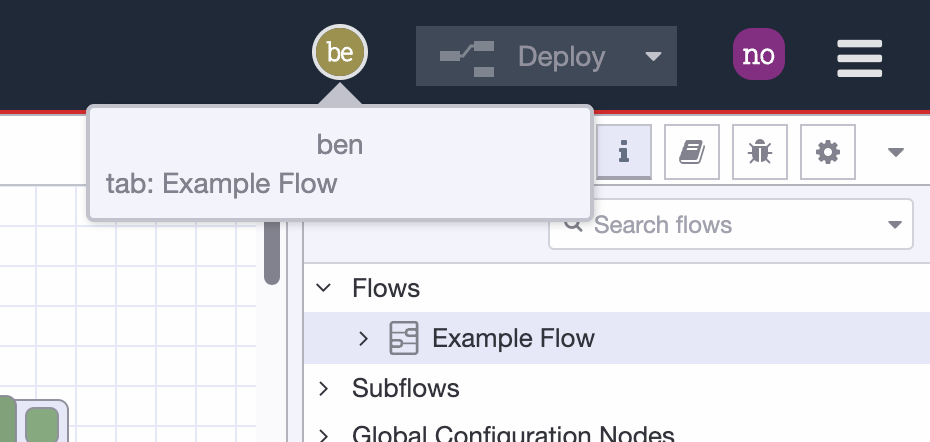 be
Deploy
no
ben
tab: Example Flow
Search flows
Flows
Example Flow
Subflows
Global Configuration Nodes